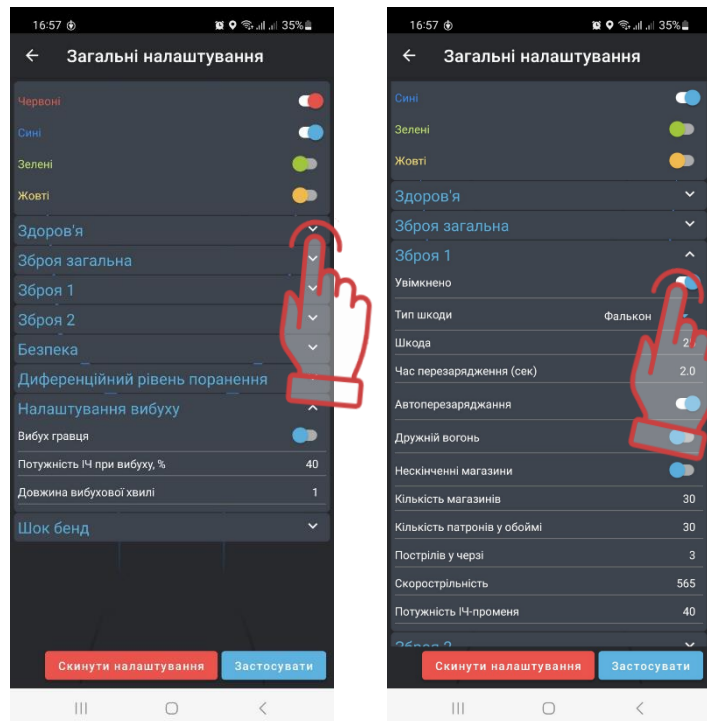 16:57 35%
Загальні налаштування
Червоні
Сині
Зелені
Жовті
Здоров'я
Зброя загальна
Зброя 1
Зброя 2
Безпека
Диференційний рівень поранення
Налаштування вибуху
Вибух гравця
Потужність ІЧ при вибуху, % 40
Довжина вибухової хвилі 1
Шок бенд
Скинути налаштування Застосувати
16:57 35%
Загальні налаштування
Сині
Зелені
Жовті
Здоров'я
Зброя загальна
Зброя 1
Увімкнено
Тип шкоди Фалькон
Шкода
Час перезарядження (сек) 2.0
Автоперезаряджання
Дружній вогонь
Нескінченні магазини
Кількість магазинів 30
Кількість патронів у обоймі 30
Пострілів у черзі 3
Скорострільність 565
Потужність ІЧ-променя 40
Зброя 2
Скинути налаштування Застосувати